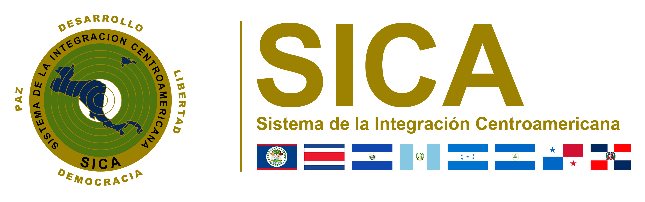 DESARROLLO
PAZ
LIBERTAD
DEMOCRACIA
SISTEMA DE LA INTEGRACION CENTROAMERICANA
SICA
SICA
Sistema de la Integración Centroamericana